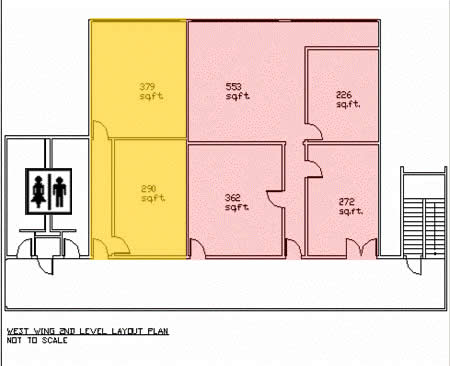 379
sq.ft.
553
sq.ft.
226
sq.ft.
290
sq.ft.
362
sq.ft.
272
sq.ft.
WEST WING 2ND LEVEL LAYOUT PLAN
NOT TO SCALE